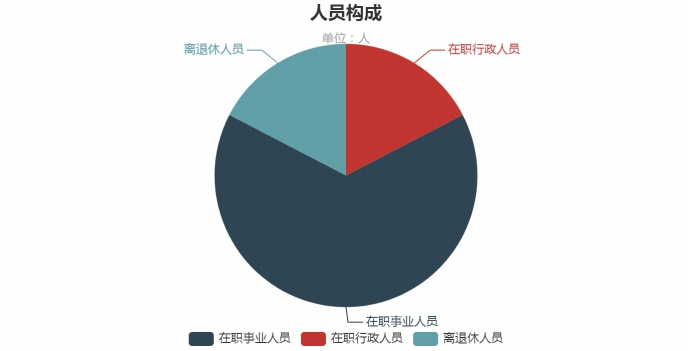 人员构成
单位：人
离退休人员
在职行政人员
在职事业人员
在职事业人员 在职行政人员 离退休人员